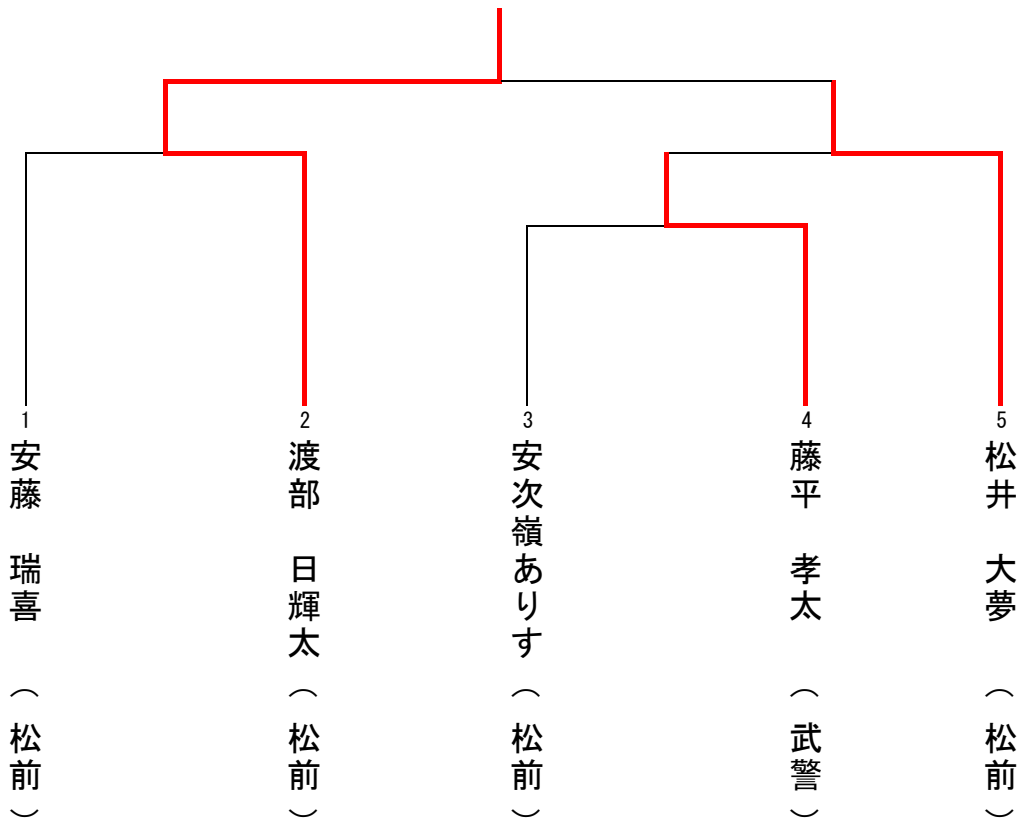 1
安藤 瑞喜 （松前）
2
渡部 日輝太（松前）
3
安次嶺ありす（松前）
4
藤平 孝太 （武警）
5
松井 大夢 （松前）